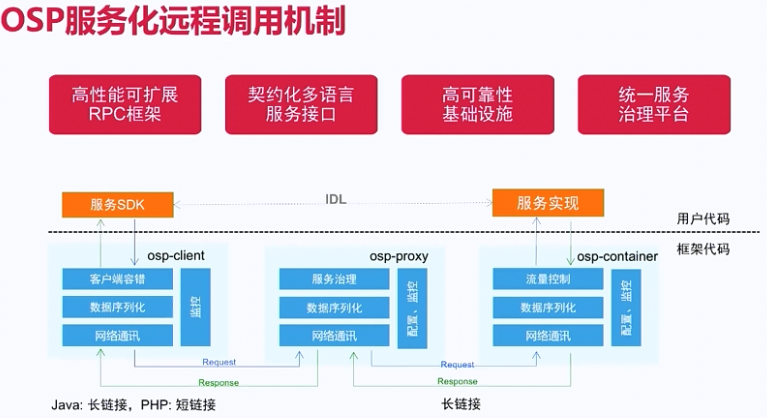 OSP服务化远程调用机制
高性能可扩展
RPC框架
契约化多语言
服务接口
高可靠性
基础设施
统一服务
治理平台
服务SDK
IDL
服务实现
用户代码
框架代码
osp-client
客户端容错
数据序列化
网络通讯
监控
osp-proxy
服务治理
数据序列化
网络通讯
配置、监控
osp-container
流量控制
数据序列化
网络通讯
配置、监控
Request
Response
Request
Response
Java: 长链接，PHP: 短链接
长链接